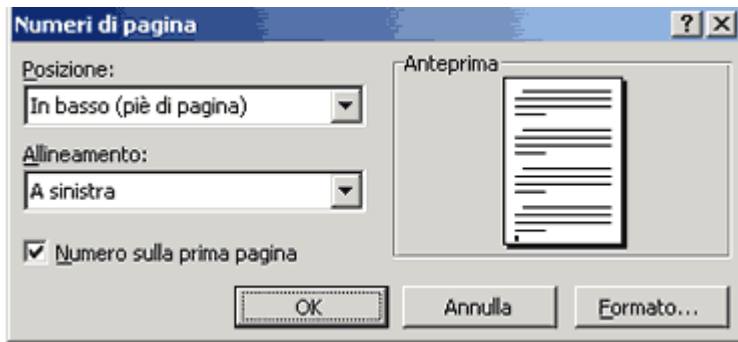 Numeri di pagina
Posizione:
In basso (piè di pagina)
Allineamento:
A sinistra
Numero sulla prima pagina
Anteprima
OK
Annulla
Formato...